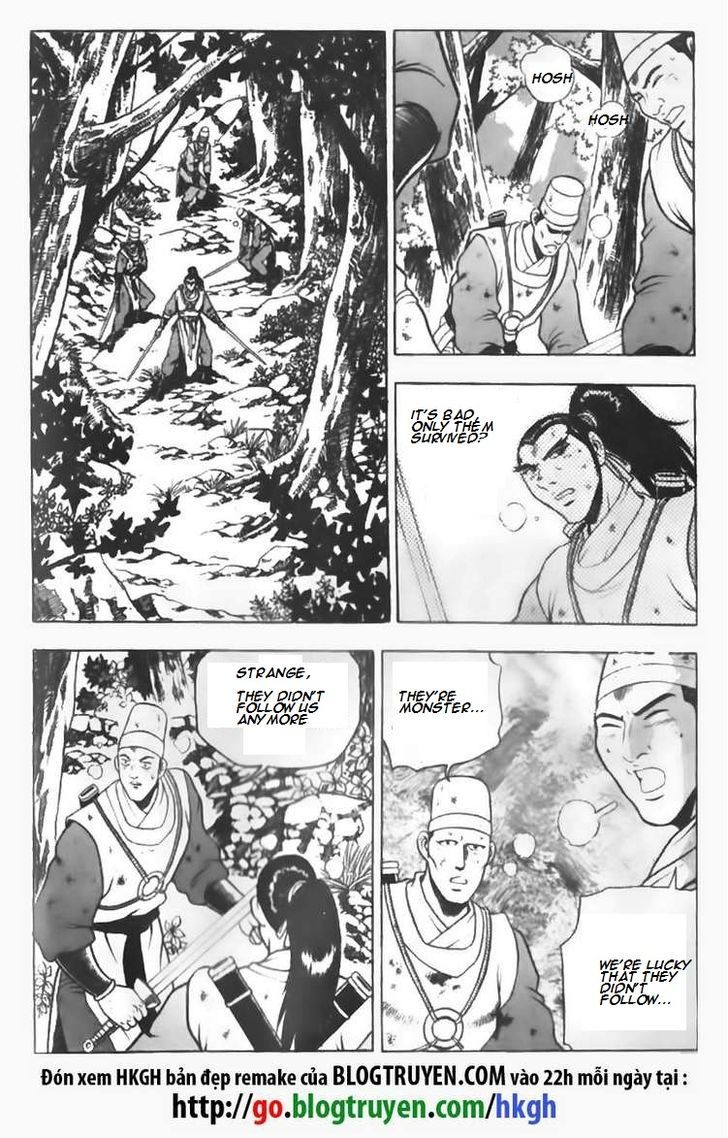 HOSH
HOSH
IT'S BAD,
ONLY THEM
SURVIVED?
STRANGE,
THEY DIDN'T
FOLLOW US
ANYMORE
THEY'RE
MONSTER...
WE'RE LUCKY
THAT THEY
DIDN'T
FOLLOW...
Đón xem HKGH bản đẹp remake của BLOGTRUYEN.COM vào 22h mỗi ngày tại :
http://go.blogtruyen.com/hkgh